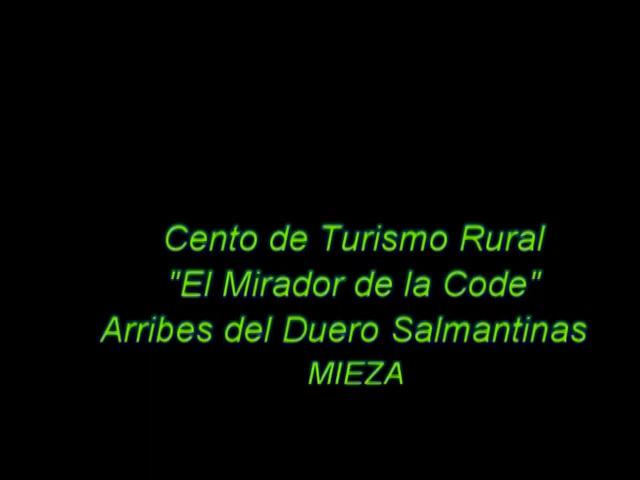 Cento de Turismo Rural
"El Mirador de la Code"
Arribes del Duero Salmantinas
MIEZA